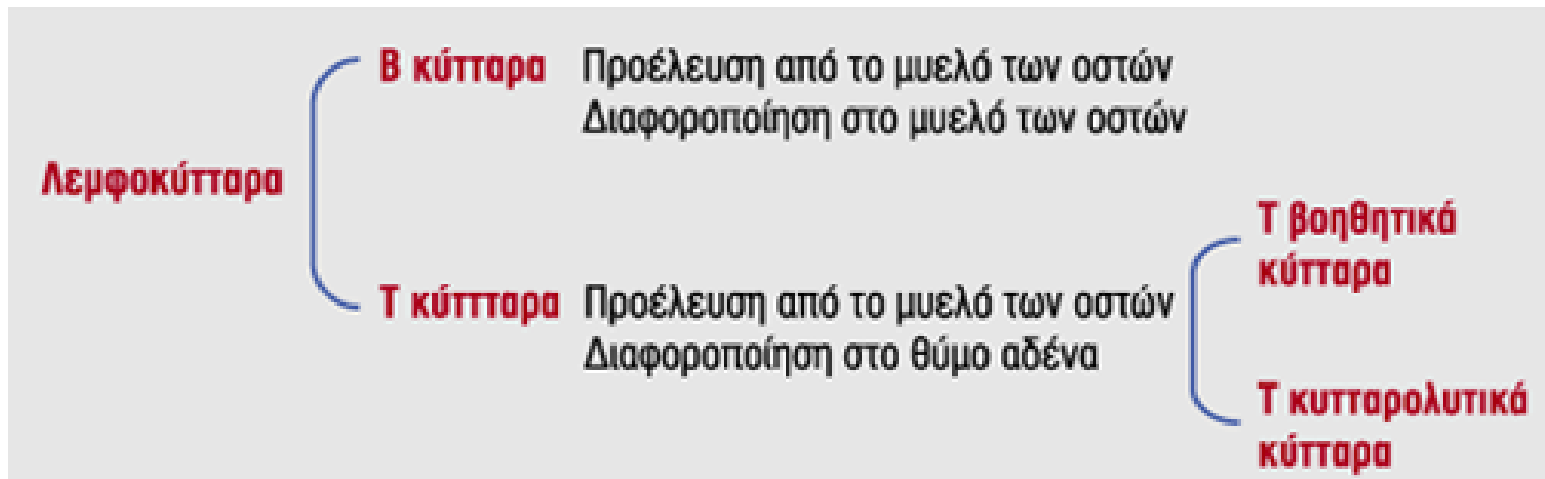 Β κύτταρα Προέλευση από το μυελό των οστών
Διαφοροποίηση στο μυελό των οστών
Λεμφοκύτταρα
Τ κύττταρα Προέλευση από το μυελό των οστών
Διαφοροποίηση στο θύμο αδένα
Τ βοηθητικά
κύτταρα
Τ κυτταρολυτικά
κύτταρα